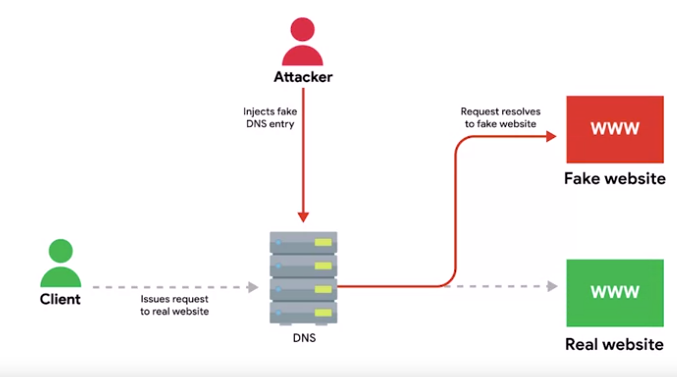 Attacker
Injects fake
DNS entry
Request resolves
to fake website
WWW
Fake website
Client
Issues request
to real website
DNS
WWW
Real website